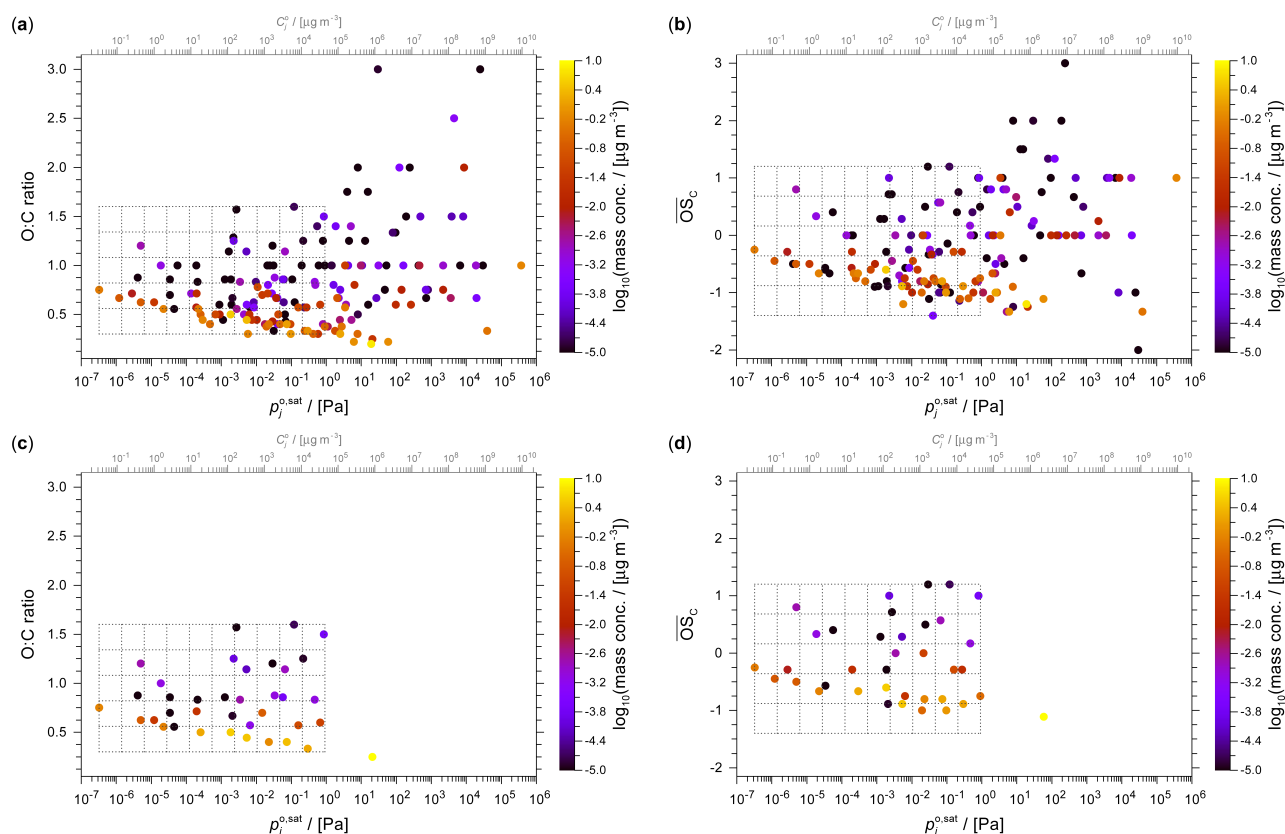 (a)
C_j^o / [μg m⁻³]
10⁻¹ 10⁰ 10¹ 10² 10³ 10⁴ 10⁵ 10⁶ 10⁷ 10⁸ 10⁹ 10¹⁰
O:C ratio
3.0
2.5
2.0
1.5
1.0
0.5
10⁻⁷ 10⁻⁶ 10⁻⁵ 10⁻⁴ 10⁻³ 10⁻² 10⁻¹ 10⁰ 10¹ 10² 10³ 10⁴ 10⁵ 10⁶
p_j^{o,sat} / [Pa]
1.0
0.4
-0.2
-0.8
-1.4
-2.0
-2.6
-3.2
-3.8
-4.4
-5.0
log₁₀(mass conc. / [μg m⁻³])
(b)
C_j^o / [μg m⁻³]
10⁻¹ 10⁰ 10¹ 10² 10³ 10⁴ 10⁵ 10⁶ 10⁷ 10⁸ 10⁹ 10¹⁰
OS_C
3
2
1
0
-1
-2
10⁻⁷ 10⁻⁶ 10⁻⁵ 10⁻⁴ 10⁻³ 10⁻² 10⁻¹ 10⁰ 10¹ 10² 10³ 10⁴ 10⁵ 10⁶
p_j^{o,sat} / [Pa]
1.0
0.4
-0.2
-0.8
-1.4
-2.0
-2.6
-3.2
-3.8
-4.4
-5.0
log₁₀(mass conc. / [μg m⁻³])
(c)
C_j^o / [μg m⁻³]
10⁻¹ 10⁰ 10¹ 10² 10³ 10⁴ 10⁵ 10⁶ 10⁷ 10⁸ 10⁹ 10¹⁰
O:C ratio
3.0
2.5
2.0
1.5
1.0
0.5
10⁻⁷ 10⁻⁶ 10⁻⁵ 10⁻⁴ 10⁻³ 10⁻² 10⁻¹ 10⁰ 10¹ 10² 10³ 10⁴ 10⁵ 10⁶
p_j^{o,sat} / [Pa]
1.0
0.4
-0.2
-0.8
-1.4
-2.0
-2.6
-3.2
-3.8
-4.4
-5.0
log₁₀(mass conc. / [μg m⁻³])
(d)
C_j^o / [μg m⁻³]
10⁻¹ 10⁰ 10¹ 10² 10³ 10⁴ 10⁵ 10⁶ 10⁷ 10⁸ 10⁹ 10¹⁰
OS_C
3
2
1
0
-1
-2
10⁻⁷ 10⁻⁶ 10⁻⁵ 10⁻⁴ 10⁻³ 10⁻² 10⁻¹ 10⁰ 10¹ 10² 10³ 10⁴ 10⁵ 10⁶
p_j^{o,sat} / [Pa]
1.0
0.4
-0.2
-0.8
-1.4
-2.0
-2.6
-3.2
-3.8
-4.4
-5.0
log₁₀(mass conc. / [μg m⁻³])